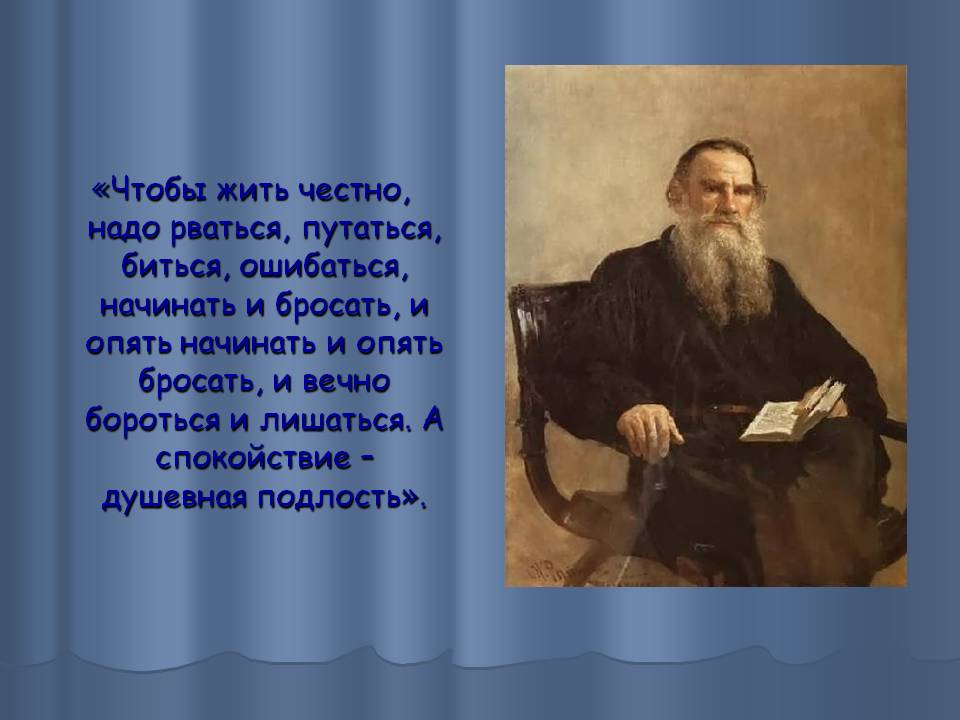 «Чтобы жить честно,
надо рваться, путаться,
биться, ошибаться,
начинать и бросать, и
опять начинать и опять
бросать, и вечно
бороться и лишаться. А
спокойствие –
душевная подлость».